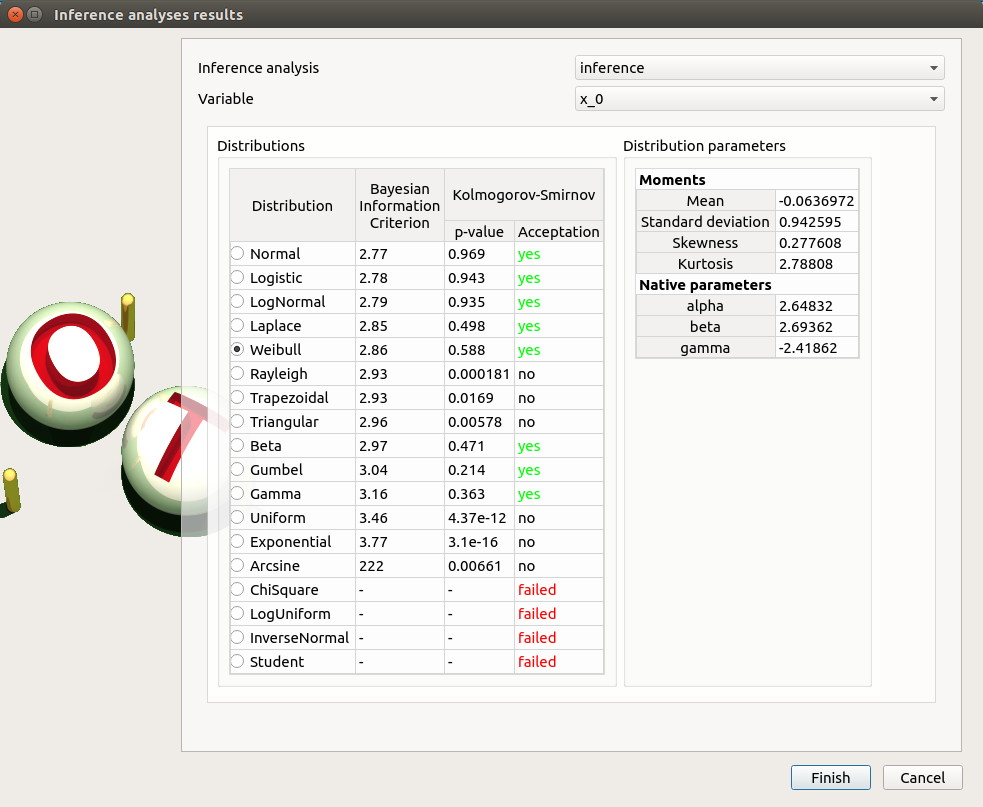 Inference analyses results
Inference analysis inference
Variable x_0
Distributions
Distribution Bayesian Information Criterion Kolmogorov-Smirnov
p-value Acceptation
Normal 2.77 0.969 yes
Logistic 2.78 0.943 yes
LogNormal 2.79 0.935 yes
Laplace 2.85 0.498 yes
Weibull 2.86 0.588 yes
Rayleigh 2.93 0.000181 no
Trapezoidal 2.93 0.0169 no
Triangular 2.96 0.00578 no
Beta 2.97 0.471 yes
Gumbel 3.04 0.214 yes
Gamma 3.16 0.363 yes
Uniform 3.46 4.37e-12 no
Exponential 3.77 3.1e-16 no
Arcsine 222 0.00661 no
ChiSquare - - failed
LogUniform - - failed
InverseNormal - - failed
Student - - failed
Distribution parameters
Moments
Mean -0.0636972
Standard deviation 0.942595
Skewness 0.277608
Kurtosis 2.78808
Native parameters
alpha 2.64832
beta 2.69362
gamma -2.41862
O
T
Finish Cancel